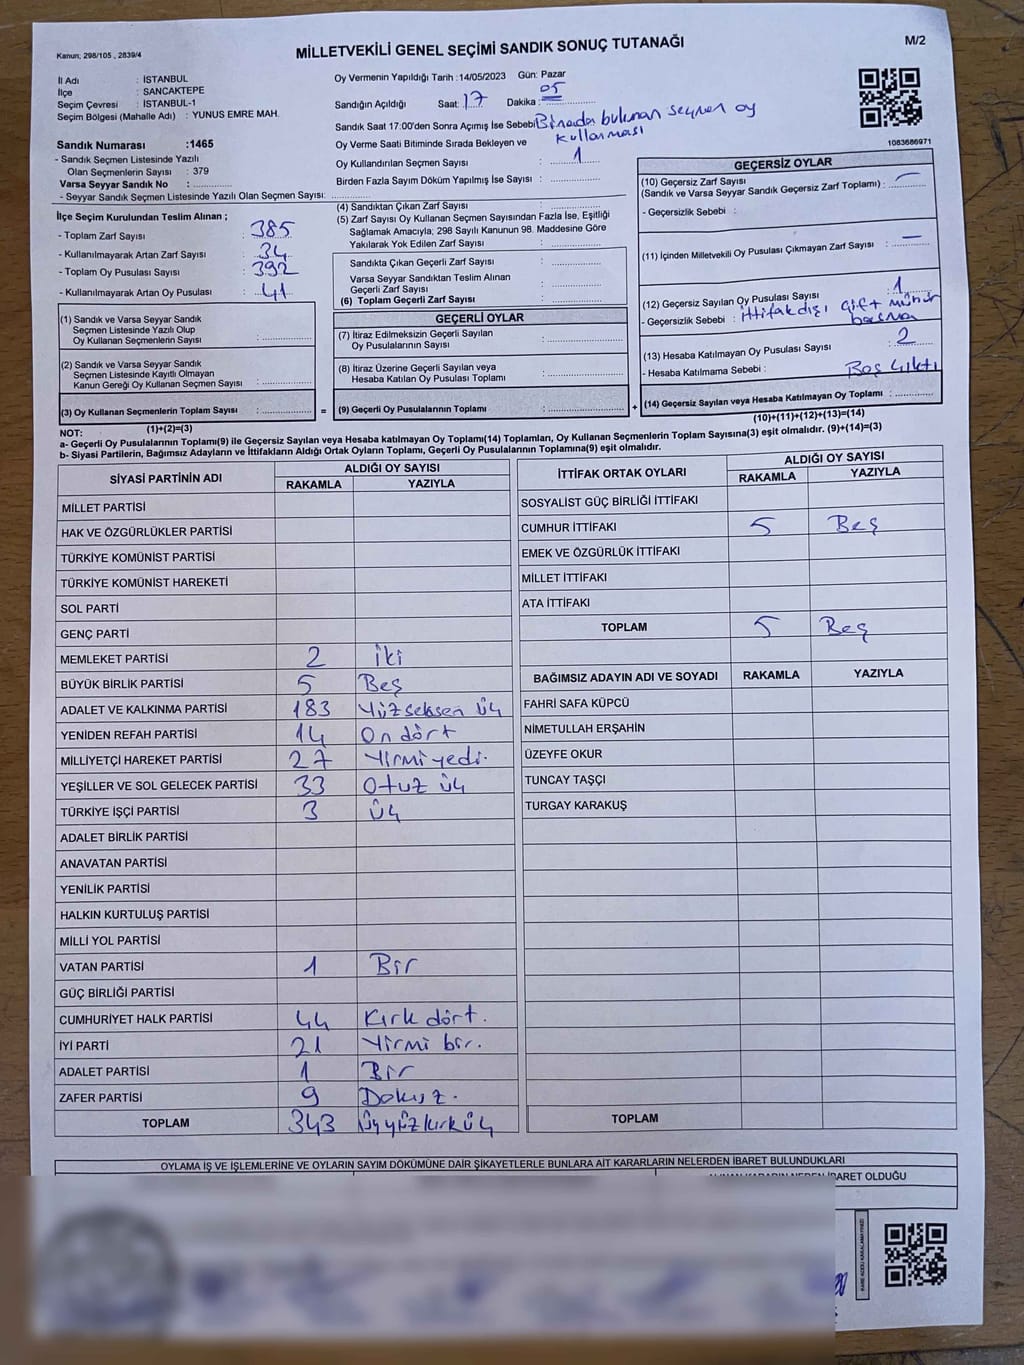 Kanun; 298/105 , 2839/4
MİLLETVEKİLİ GENEL SEÇİMİ SANDIK SONUÇ TUTANAĞI
M/2
İl Adı : İSTANBUL
İlçe : SANCAKTEPE
Seçim Çevresi : İSTANBUL-1
Seçim Bölgesi (Mahalle Adı) : YUNUS EMRE MAH.
Oy Vermenin Yapıldığı Tarih :14/05/2023 Gün: Pazar
Sandığın Açıldığı Saat: 17 Dakika : 05
Sandık Saat 17:00'den Sonra Açımış İse Sebebi Binada bulunan seçmen oy
kullanması
Oy Verme Saati Bitiminde Sırada Bekleyen ve
Oy Kullandırılan Seçmen Sayısı : 1
Birden Fazla Sayım Döküm Yapılmış İse Sayısı :
1083686971
Sandık Numarası :1465
- Sandık Seçmen Listesinde Yazılı
Olan Seçmenlerin Sayısı : 379
Varsa Seyyar Sandık No :
- Seyyar Sandık Seçmen Listesinde Yazılı Olan Seçmen Sayısı:
İlçe Seçim Kurulundan Teslim Alınan ;
- Toplam Zarf Sayısı : 385
- Kullanılmayarak Artan Zarf Sayısı : 34
- Toplam Oy Pusulası Sayısı : 392
- Kullanılmayarak Artan Oy Pusulası : 41
(1) Sandık ve Varsa Seyyar Sandık
Seçmen Listesinde Yazılı Olup
Oy Kullanan Seçmenlerin Sayısı :
(2) Sandık ve Varsa Seyyar Sandık
Seçmen Listesinde Kayıtlı Olmayan
Kanun Gereği Oy Kullanan Seçmen Sayısı :
(3) Oy Kullanan Seçmenlerin Toplam Sayısı : =
(1)+(2)=(3)
(4) Sandıktan Çıkan Zarf Sayısı :
(5) Zarf Sayısı Oy Kullanan Seçmen Sayısından Fazla İse, Eşitliği
Sağlamak Amacıyla; 298 Sayılı Kanunun 98. Maddesine Göre
Yakılarak Yok Edilen Zarf Sayısı :
Sandıkta Çıkan Geçerli Zarf Sayısı :
Varsa Seyyar Sandıktan Teslim Alınan
Geçerli Zarf Sayısı :
(6) Toplam Geçerli Zarf Sayısı :
GEÇERLİ OYLAR
(7) İtiraz Edilmeksizin Geçerli Sayılan
Oy Pusulalarının Sayısı :
(8) İtiraz Üzerine Geçerli Sayılan veya
Hesaba Katılan Oy Pusulası Toplamı :
(9) Geçerli Oy Pusulalarının Toplamı : +
GEÇERSİZ OYLAR
(10) Geçersiz Zarf Sayısı
(Sandık ve Varsa Seyyar Sandık Geçersiz Zarf Toplamı) : —
- Geçersizlik Sebebi :
(11) İçinden Milletvekili Oy Pusulası Çıkmayan Zarf Sayısı : —
(12) Geçersiz Sayılan Oy Pusulası Sayısı : 1
- Geçersizlik Sebebi : İttifak dışı çift mühür
basma
(13) Hesaba Katılmayan Oy Pusulası Sayısı : 2
- Hesaba Katılmama Sebebi : Boş çıktı
(14) Geçersiz Sayılan veya Hesaba Katılmayan Oy Toplamı :
(10)+(11)+(12)+(13)=(14)
NOT:
a- Geçerli Oy Pusulalarının Toplamı(9) ile Geçersiz Sayılan veya Hesaba katılmayan Oy Toplamı(14) Toplamları, Oy Kullanan Seçmenlerin Toplam Sayısına(3) eşit olmalıdır. (9)+(14)=(3)
b- Siyasi Partilerin, Bağımsız Adayların ve İttifakların Aldığı Ortak Oyların Toplamı, Geçerli Oy Pusulalarının Toplamına(9) eşit olmalıdır.
SİYASİ PARTİNİN ADI ALDIĞI OY SAYISI
RAKAMLA YAZIYLA
MİLLET PARTİSİ
HAK VE ÖZGÜRLÜKLER PARTİSİ
TÜRKİYE KOMÜNİST PARTİSİ
TÜRKİYE KOMÜNİST HAREKETİ
SOL PARTİ
GENÇ PARTİ
MEMLEKET PARTİSİ 2 iki
BÜYÜK BİRLİK PARTİSİ 5 Beş
ADALET VE KALKINMA PARTİSİ 183 Yüzseksen üç
YENİDEN REFAH PARTİSİ 14 On dört
MİLLİYETÇİ HAREKET PARTİSİ 27 Yirmi yedi.
YEŞİLLER VE SOL GELECEK PARTİSİ 33 Otuz üç
TÜRKİYE İŞÇİ PARTİSİ 3 üç
ADALET BİRLİK PARTİSİ
ANAVATAN PARTİSİ
YENİLİK PARTİSİ
HALKIN KURTULUŞ PARTİSİ
MİLLİ YOL PARTİSİ
VATAN PARTİSİ 1 Bir
GÜÇ BİRLİĞİ PARTİSİ
CUMHURİYET HALK PARTİSİ 44 Kırk dört.
İYİ PARTİ 21 Yirmi bir.
ADALET PARTİSİ 1 Bir
ZAFER PARTİSİ 9 Dokuz.
TOPLAM 343 Üçyüzkırküç
İTTİFAK ORTAK OYLARI ALDIĞI OY SAYISI
RAKAMLA YAZIYLA
SOSYALİST GÜÇ BİRLİĞİ İTTİFAKI
CUMHUR İTTİFAKI 5 Beş
EMEK VE ÖZGÜRLÜK İTTİFAKI
MİLLET İTTİFAKI
ATA İTTİFAKI
TOPLAM 5 Beş
BAĞIMSIZ ADAYIN ADI VE SOYADI RAKAMLA YAZIYLA
FAHRİ SAFA KÜPCÜ
NİMETULLAH ERŞAHİN
ÜZEYFE OKUR
TUNCAY TAŞÇI
TURGAY KARAKUŞ
TOPLAM
OYLAMA İŞ VE İŞLEMLERİNE VE OYLARIN SAYIM DÖKÜMÜNE DAİR ŞİKAYETLERLE BUNLARA AİT KARARLARIN NELERDEN İBARET BULUNDUKLARI
İBARET OLDUĞU